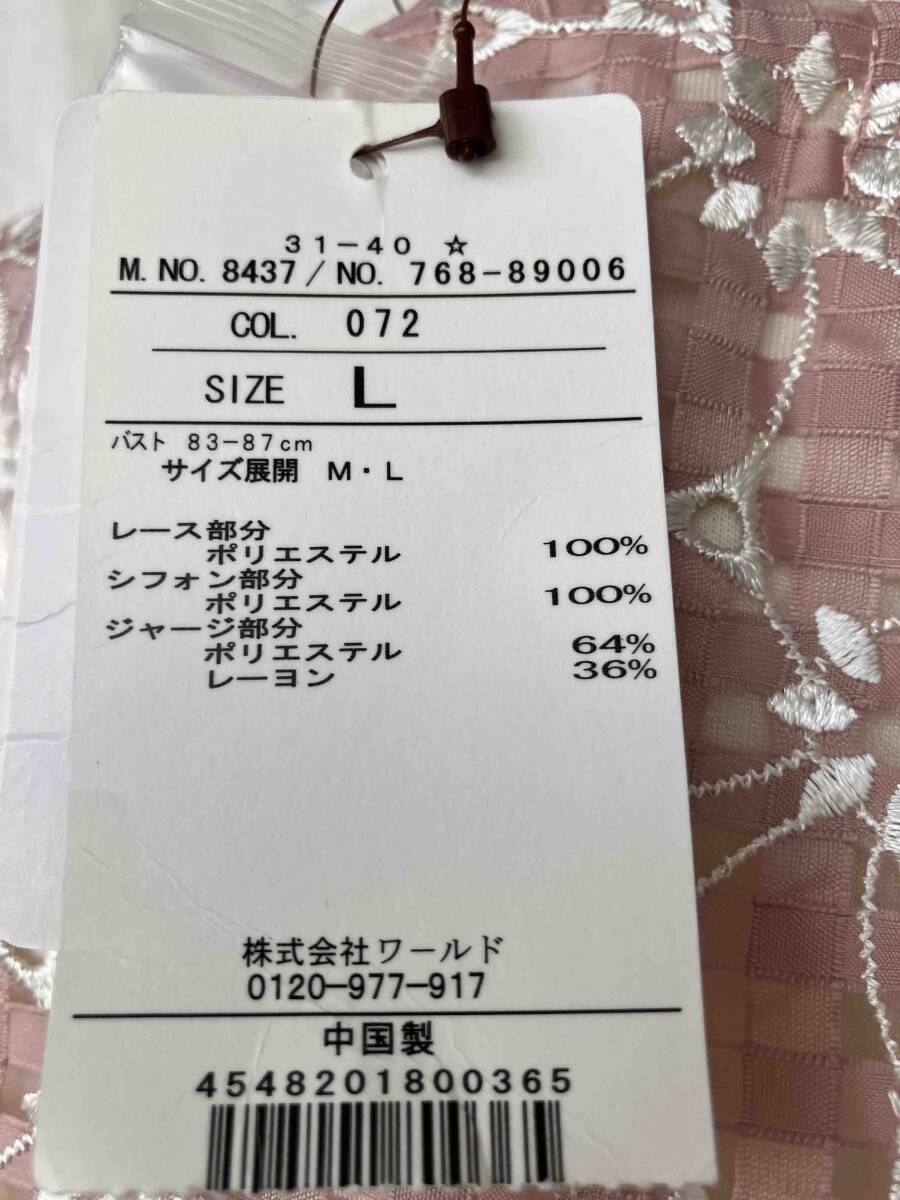 31-40 ☆
M. NO. 8437/NO. 768-89006
COL. 072
SIZE L
バスト 83-87cm
サイズ展開 M・L
レース部分
ポリエステル 100%
シフォン部分
ポリエステル 100%
ジャージ部分
ポリエステル 64%
レーヨン 36%
株式会社ワールド
0120-977-917
中国製
4548201800365